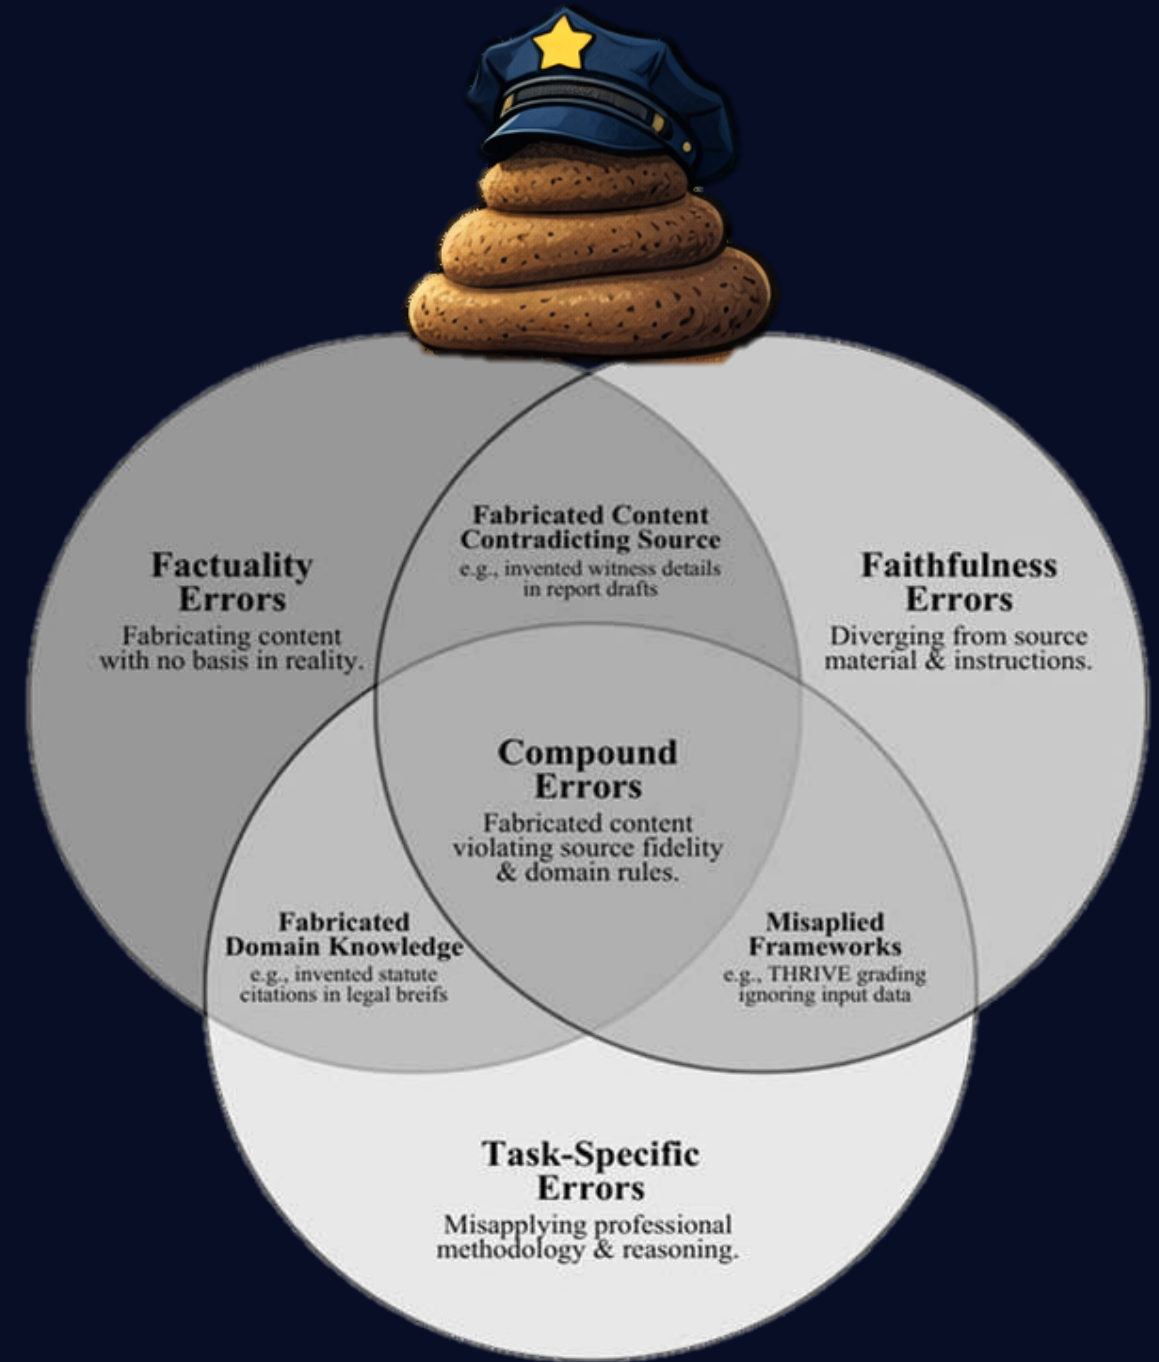 Fabricated Content
Contradicting Source
e.g., invented witness details
in report drafts
Factuality
Errors
Fabricating content
with no basis in reality.
Faithfulness
Errors
Diverging from source
material & instructions.
Compound
Errors
Fabricated content
violating source fidelity
& domain rules.
Fabricated
Domain Knowledge
e.g., invented statute
citations in legal breifs
Misaplied
Frameworks
e.g., THRIVE grading
ignoring input data
Task-Specific
Errors
Misapplying professional
methodology & reasoning.